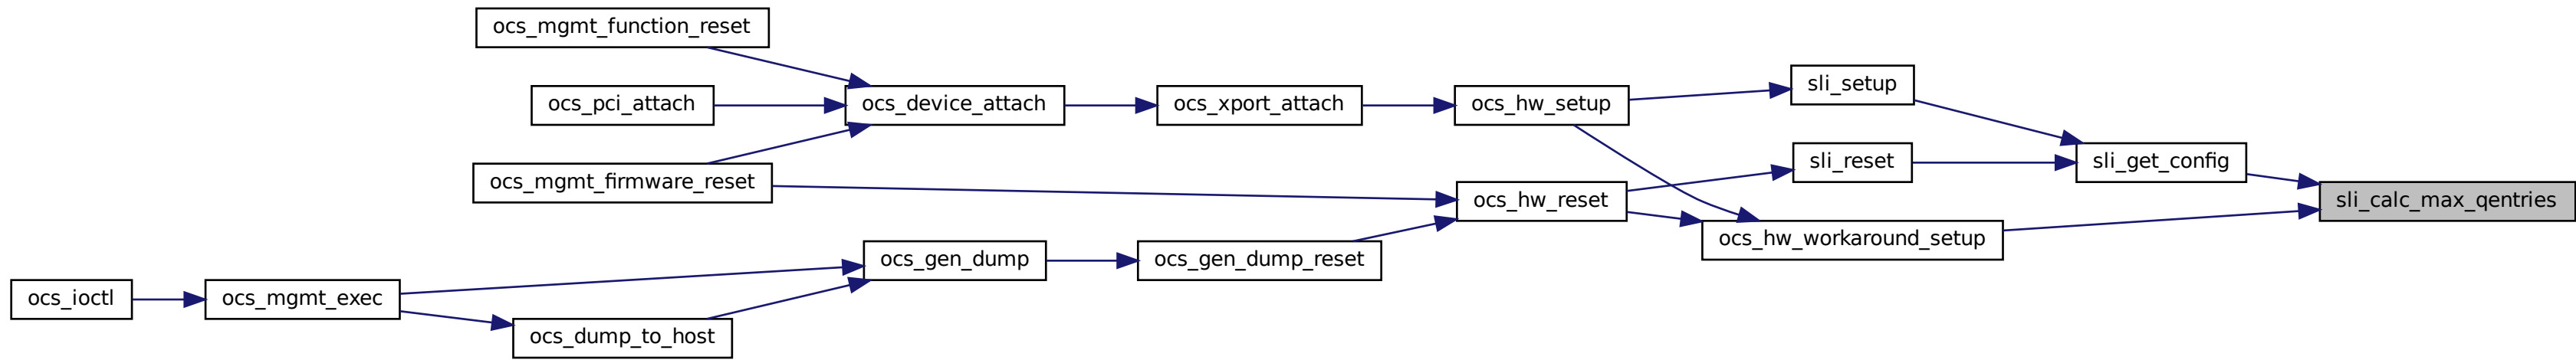 ocs_mgmt_function_reset
sli_setup
ocs_pci_attach
ocs_device_attach
ocs_xport_attach
ocs_hw_setup
sli_reset
sli_get_config
ocs_mgmt_firmware_reset
ocs_hw_reset
sli_calc_max_qentries
ocs_hw_workaround_setup
ocs_gen_dump
ocs_gen_dump_reset
ocs_ioctl
ocs_mgmt_exec
ocs_dump_to_host